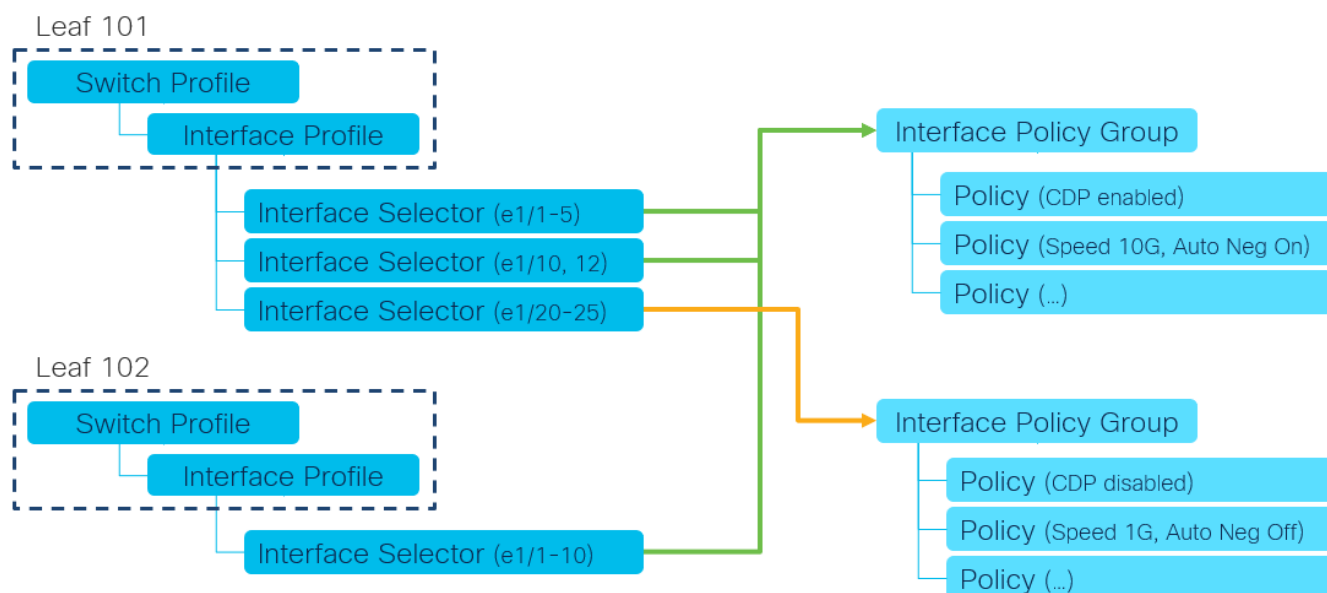 Leaf 101
Switch Profile
Interface Profile
Interface Selector (e1/1-5)
Interface Selector (e1/10, 12)
Interface Selector (e1/20-25)
Leaf 102
Switch Profile
Interface Profile
Interface Selector (e1/1-10)
Interface Policy Group
Policy (CDP enabled)
Policy (Speed 10G, Auto Neg On)
Policy (...)
Interface Policy Group
Policy (CDP disabled)
Policy (Speed 1G, Auto Neg Off)
Policy (...)